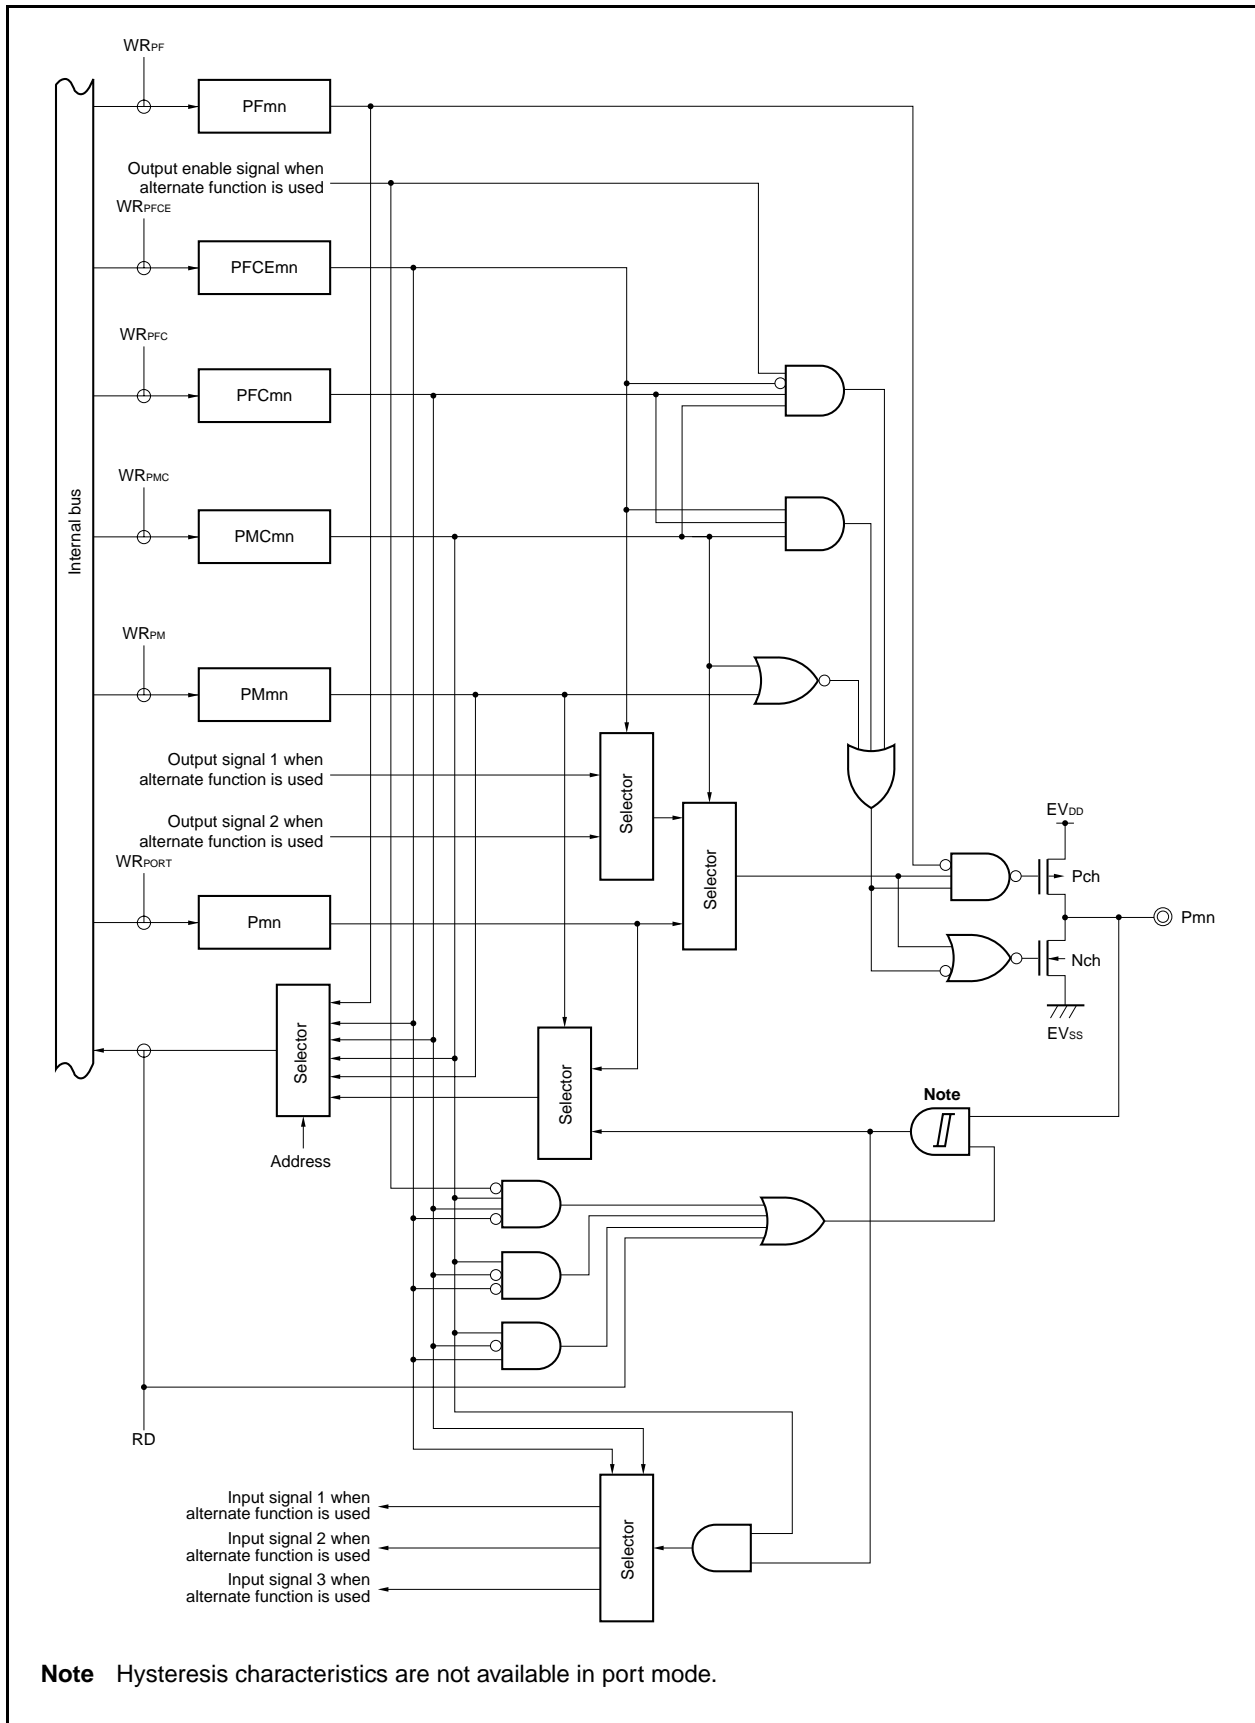 WRPF
PFmn
Output enable signal when
alternate function is used
WRPFCE
PFCEmn
WRPFC
PFCmn
WRPMC
PMCmn
Internal bus
WRPM
PMmn
Output signal 1 when
alternate function is used
Output signal 2 when
alternate function is used
Selector
Selector
WRPORT
Pmn
EVDD
Pch
Pmn
Nch
EVSS
Selector
Selector
Address
Note
RD
Input signal 1 when
alternate function is used
Input signal 2 when
alternate function is used
Input signal 3 when
alternate function is used
Selector
Note Hysteresis characteristics are not available in port mode.